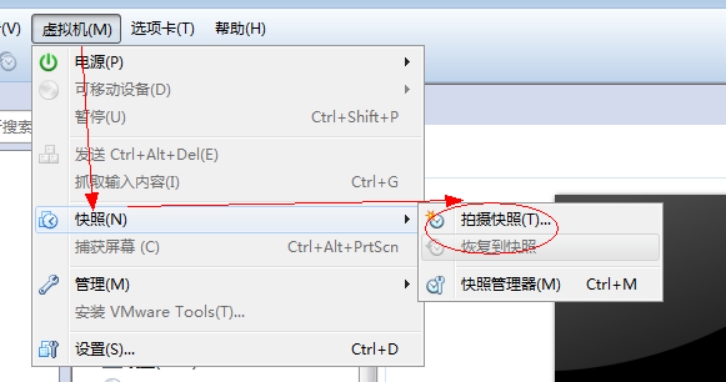 (V) 虚拟机(M) 选项卡(T) 帮助(H)
电源(P)
可移动设备(D)
暂停(U) Ctrl+Shift+P
搜索
发送 Ctrl+Alt+Del(E)
抓取输入内容(I) Ctrl+G
快照(N)
拍摄快照(T)...
捕获屏幕 (C) Ctrl+Alt+PrtScn
恢复到快照
管理(M)
快照管理器(M) Ctrl+M
安装 VMware Tools(T)...
设置(S)... Ctrl+D